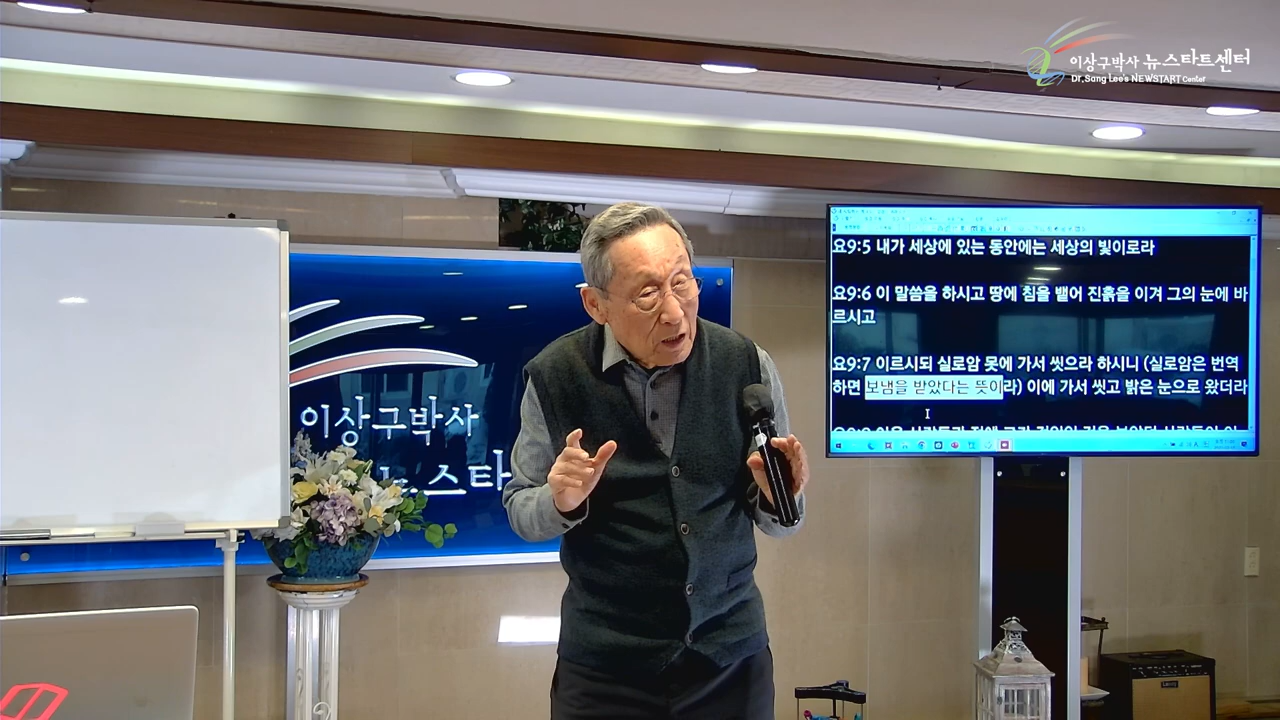 이상구박사 뉴스타트센터
Dr.Sang Lee's NEWSTART Center
요9:5 내가 세상에 있는 동안에는 세상의 빛이로라
요9:6 이 말씀을 하시고 땅에 침을 뱉어 진흙을 이겨 그의 눈에 바
르시고
요9:7 이르시되 실로암 못에 가서 씻으라 하시니 (실로암은 번역
하면 보냄을 받았다는 뜻이라) 이에 가서 씻고 밝은 눈으로 왔더라
이상구박사
뉴스타